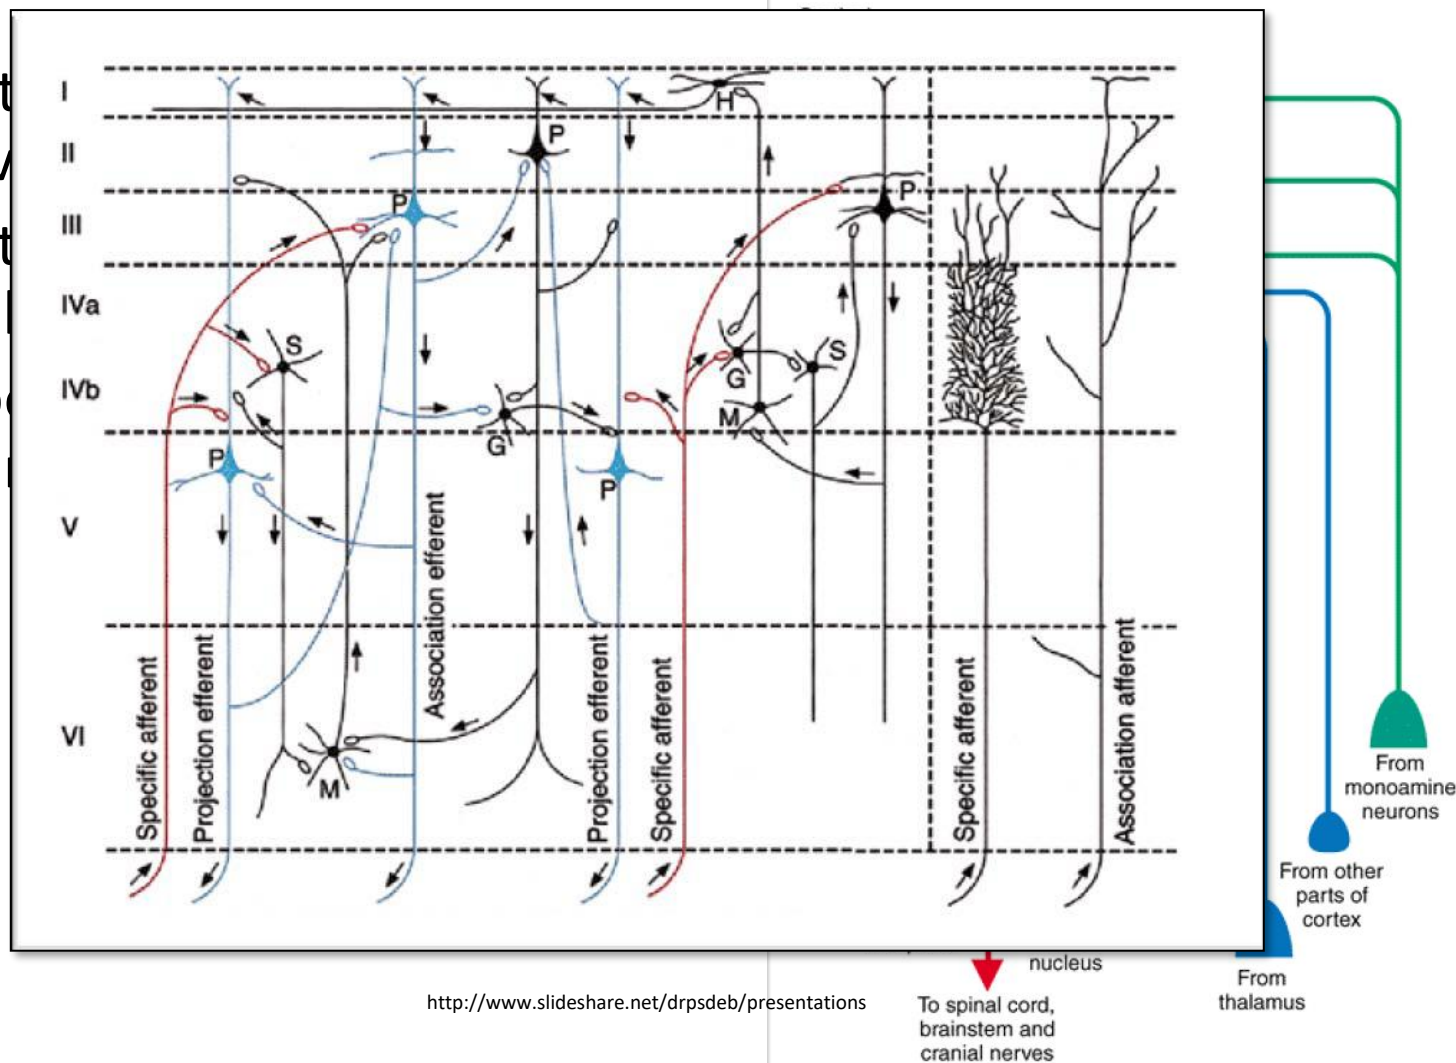 I
II
III
IVa
IVb
V
VI
H
P
P
P
S
S
G
M
G
P
P
M
Specific afferent
Projection efferent
Association efferent
Projection efferent
Specific afferent
Specific afferent
Association afferent
From
monoamine
neurons
From other
parts of
cortex
From
thalamus
nucleus
To spinal cord,
brainstem and
cranial nerves
http://www.slideshare.net/drpsdeb/presentations